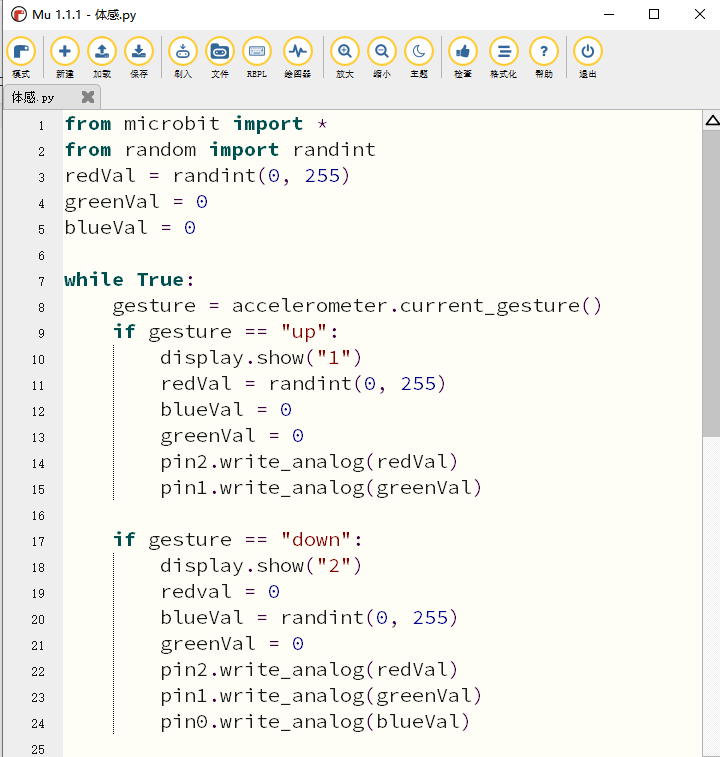 Mu 1.1.1 - 体感.py
模式 新建 加载 保存 刷入 文件 REPL 绘图器 放大 缩小 主题 检查 格式化 帮助 退出
体感.py
1 from microbit import *
2 from random import randint
3 redVal = randint(0, 255)
4 greenVal = 0
5 blueVal = 0
6
7 while True:
8 gesture = accelerometer.current_gesture()
9 if gesture == "up":
10 display.show("1")
11 redVal = randint(0, 255)
12 blueVal = 0
13 greenVal = 0
14 pin2.write_analog(redVal)
15 pin1.write_analog(greenVal)
16
17 if gesture == "down":
18 display.show("2")
19 redval = 0
20 blueVal = randint(0, 255)
21 greenVal = 0
22 pin2.write_analog(redVal)
23 pin1.write_analog(greenVal)
24 pin0.write_analog(blueVal)
25